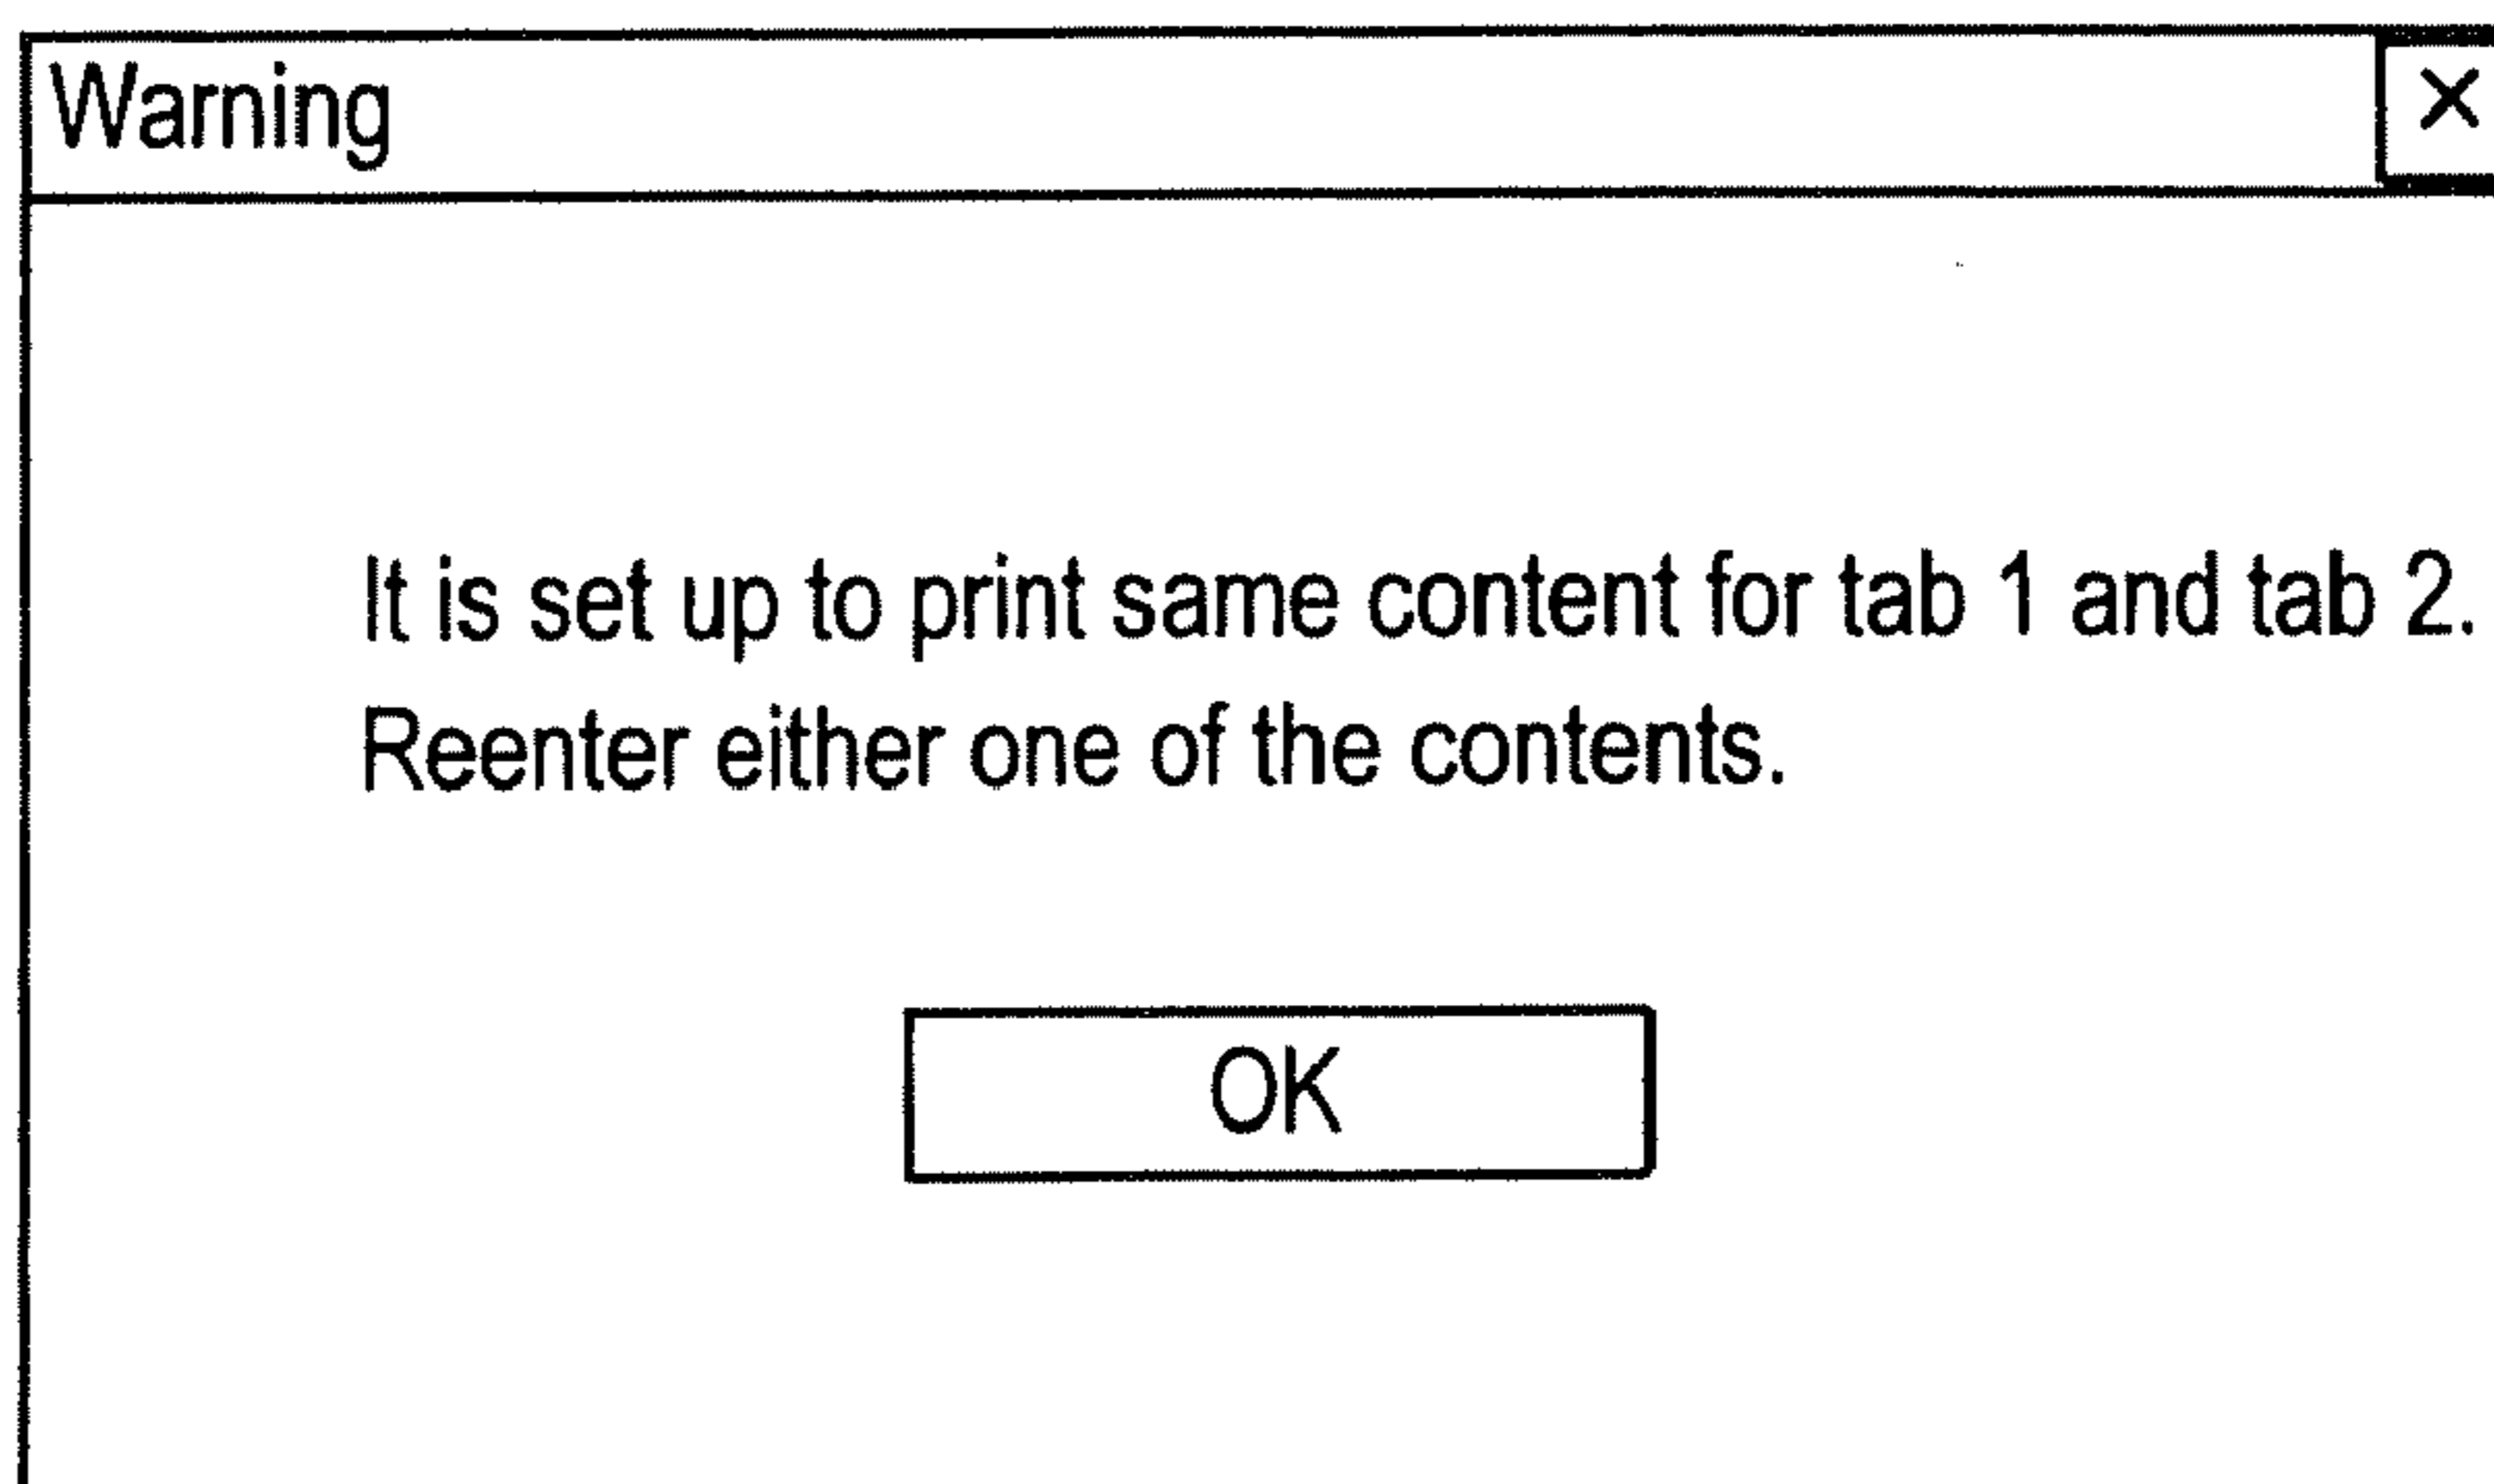 Warning ×
It is set up to print same content for tab 1 and tab 2.
Reenter either one of the contents.
OK